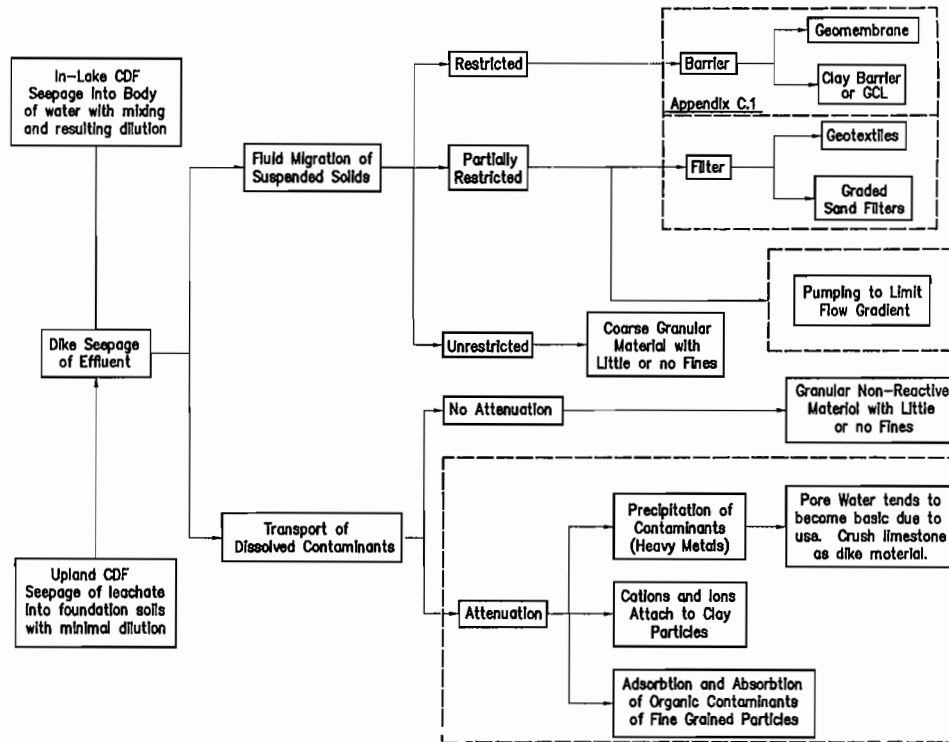 In-Lake CDF
Seepage into Body
of water with mixing
and resulting dilution
Dike Seepage
of Effluent
Upland CDF
Seepage of leachate
into foundation soils
with minimal dilution
Fluid Migration of
Suspended Solids
Transport of
Dissolved Contaminants
Restricted
Partially
Restricted
Unrestricted
Barrier
Geomembrane
Clay Barrier
or GCL
Appendix C.1
Filter
Geotextiles
Graded
Sand Filters
Pumping to Limit
Flow Gradient
Coarse Granular
Material with
Little or no Fines
No Attenuation
Granular Non-Reactive
Material with Little
or no Fines
Attenuation
Precipitation of
Contaminants
(Heavy Metals)
Pore Water tends to
become basic due to
use. Crush limestone
as dike material.
Cations and Ions
Attach to Clay
Particles
Adsorbtion and Absorbtion
of Organic Contaminants
of Fine Grained Particles